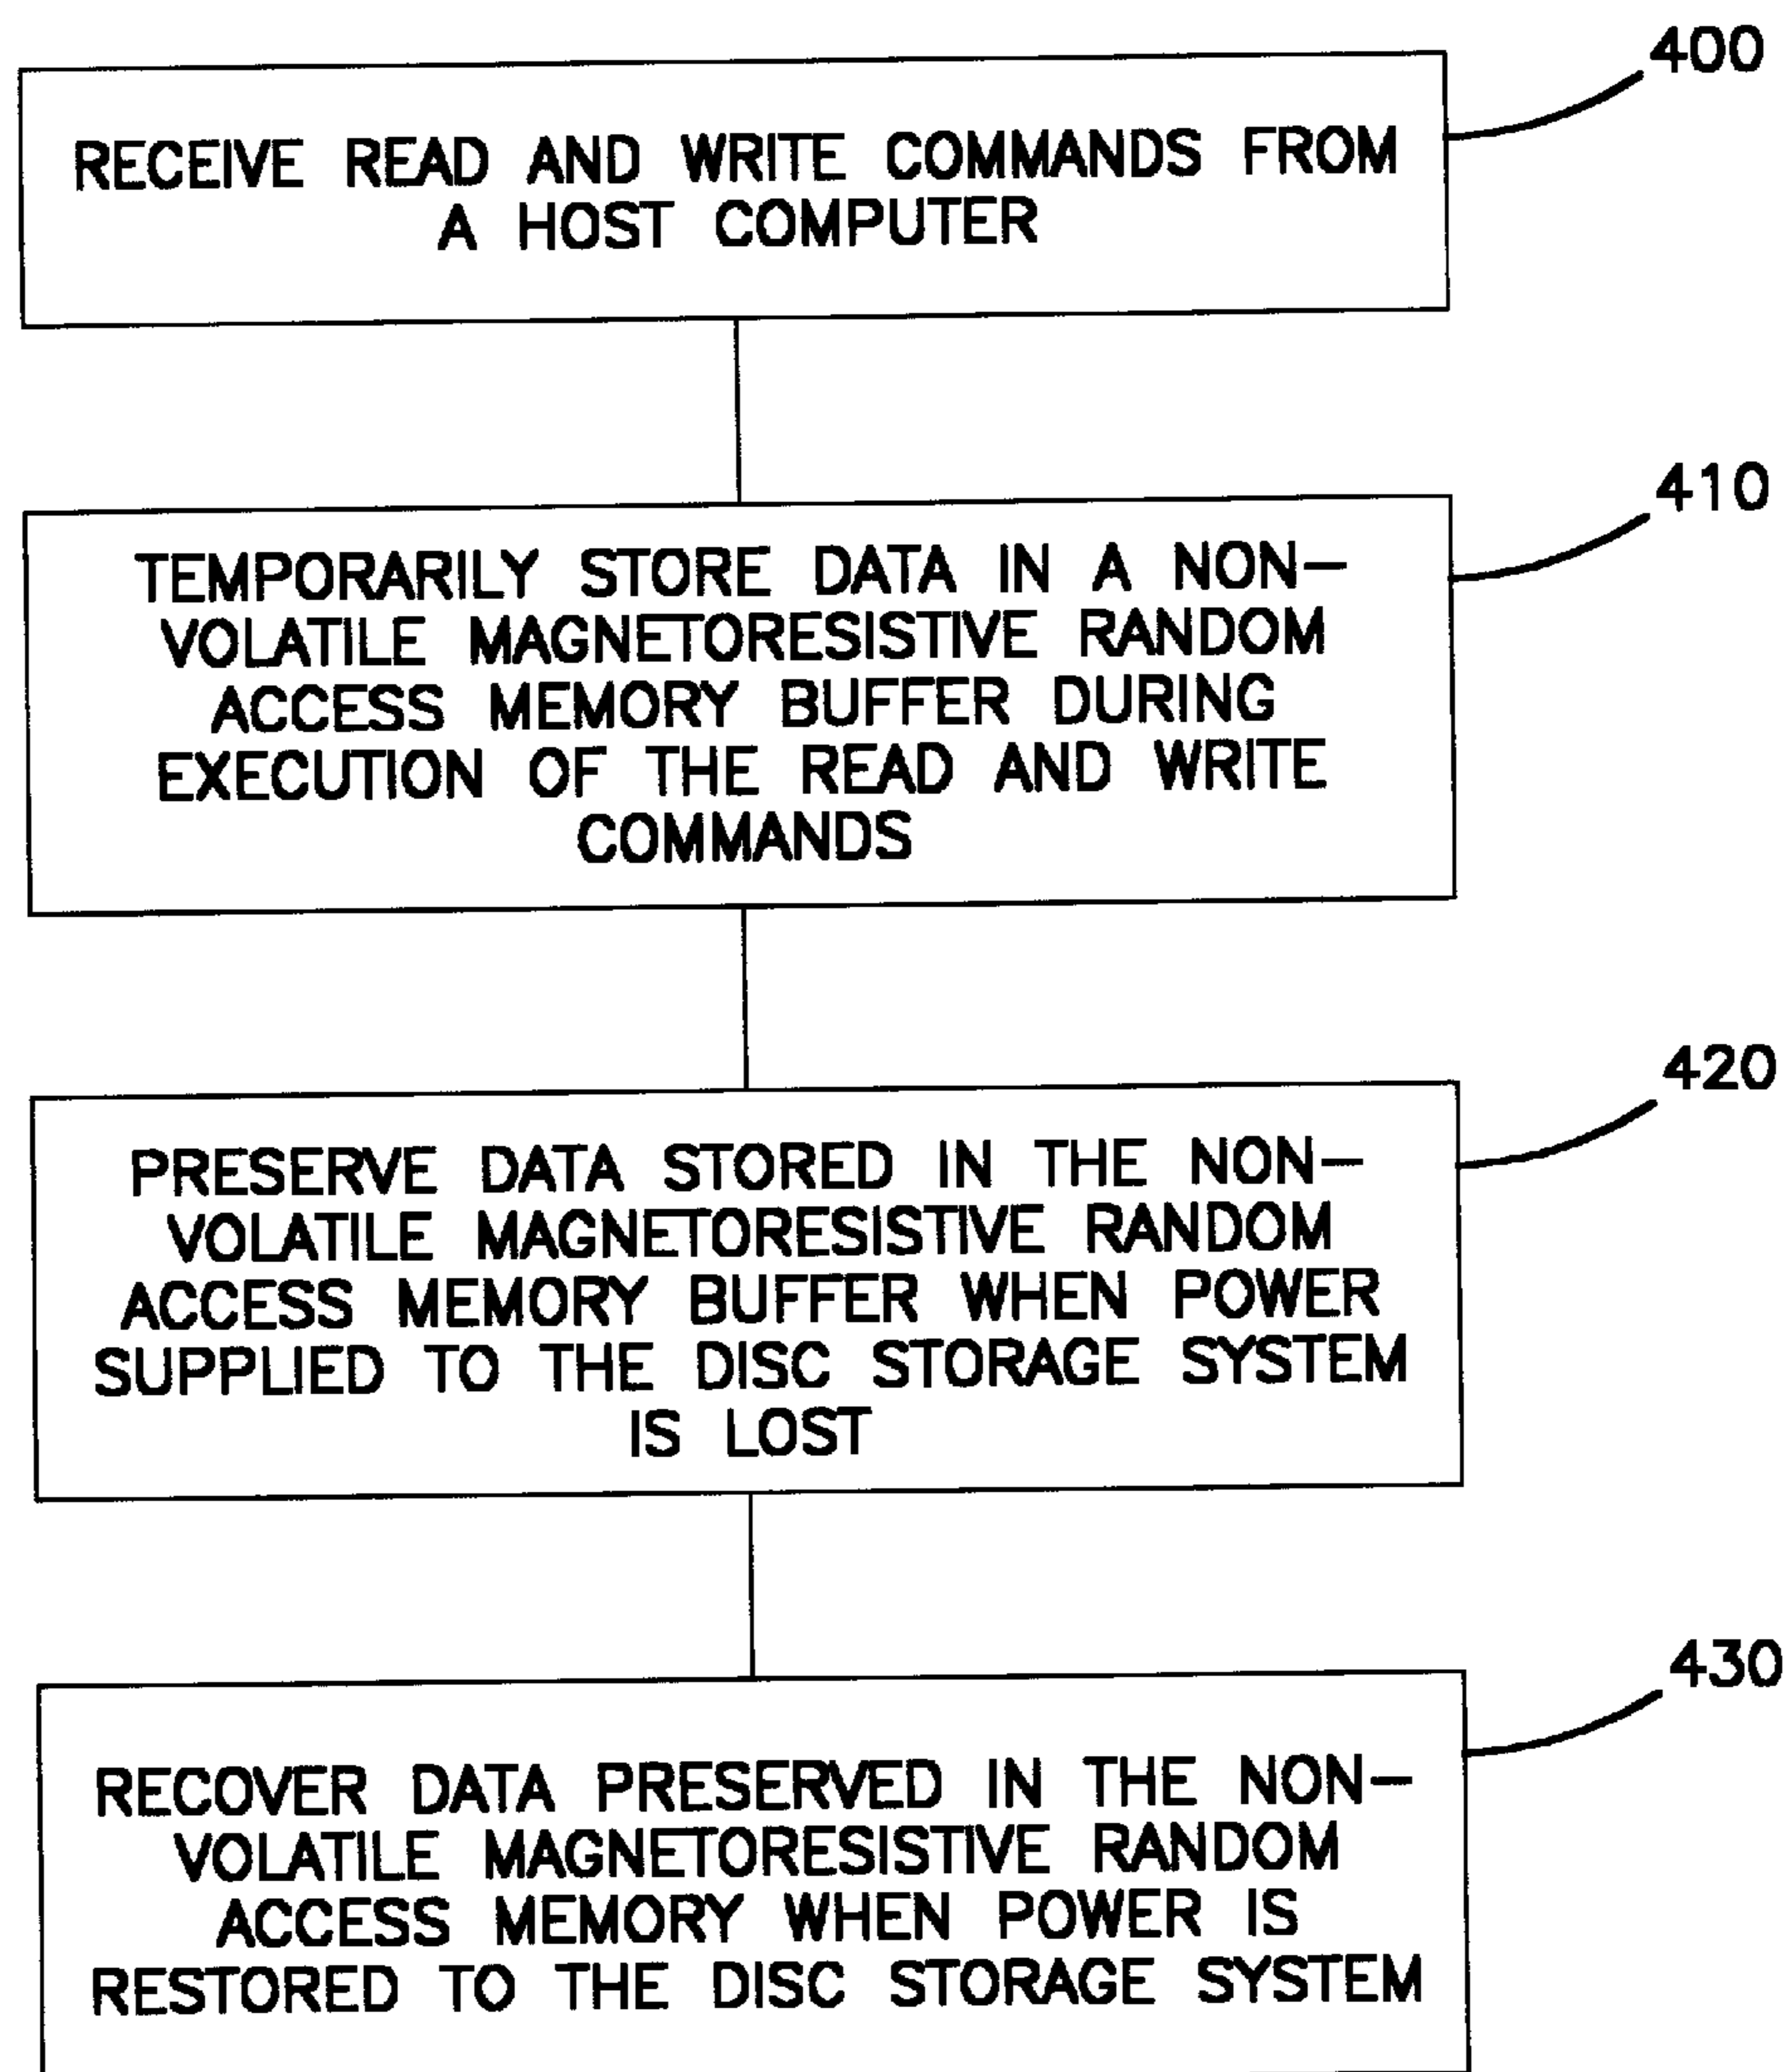 400
RECEIVE READ AND WRITE COMMANDS FROM
A HOST COMPUTER
410
TEMPORARILY STORE DATA IN A NON-
VOLATILE MAGNETORESISTIVE RANDOM
ACCESS MEMORY BUFFER DURING
EXECUTION OF THE READ AND WRITE
COMMANDS
420
PRESERVE DATA STORED IN THE NON-
VOLATILE MAGNETORESISTIVE RANDOM
ACCESS MEMORY BUFFER WHEN POWER
SUPPLIED TO THE DISC STORAGE SYSTEM
IS LOST
430
RECOVER DATA PRESERVED IN THE NON-
VOLATILE MAGNETORESISTIVE RANDOM
ACCESS MEMORY WHEN POWER IS
RESTORED TO THE DISC STORAGE SYSTEM